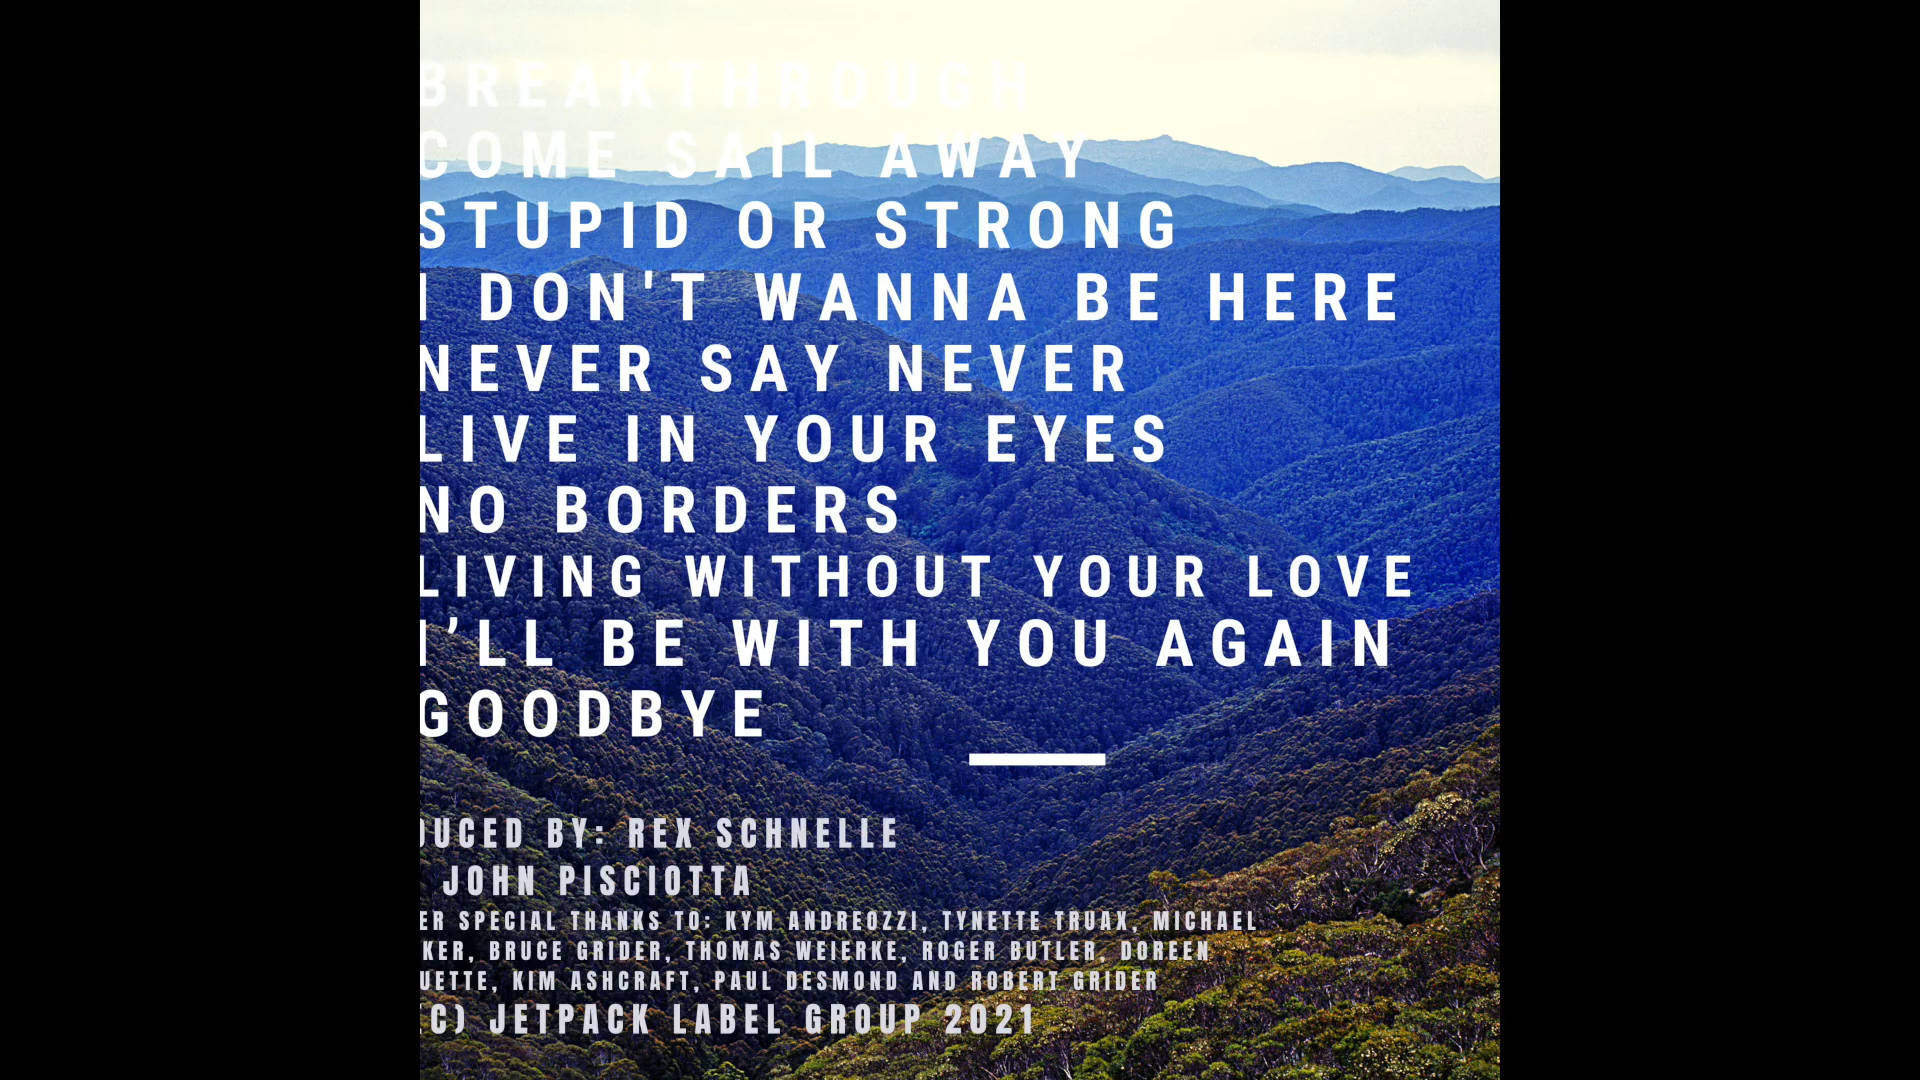 BREAKTHROUGH
COME SAIL AWAY
STUPID OR STRONG
I DON'T WANNA BE HERE
NEVER SAY NEVER
LIVE IN YOUR EYES
NO BORDERS
LIVING WITHOUT YOUR LOVE
I’LL BE WITH YOU AGAIN
GOODBYE
DUCED BY: REX SCHNELLE
JOHN PISCIOTTA
ER SPECIAL THANKS TO: KYM ANDREOZZI, TYNETTE TRUAX, MICHAEL
KER, BRUCE GRIDER, THOMAS WEIERKE, ROGER BUTLER, DOREEN
UETTE, KIM ASHCRAFT, PAUL DESMOND AND ROBERT GRIDER
(C) JETPACK LABEL GROUP 2021